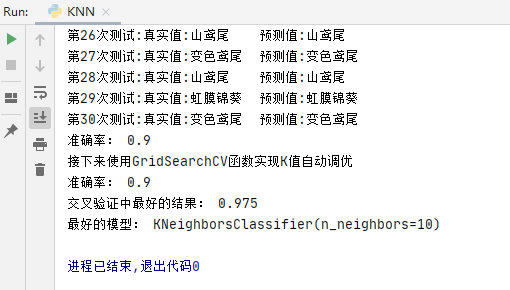 Run: KNN
第26次测试:真实值:山鸢尾 预测值:山鸢尾
第27次测试:真实值:变色鸢尾 预测值:变色鸢尾
第28次测试:真实值:山鸢尾 预测值:山鸢尾
第29次测试:真实值:虹膜锦葵 预测值:虹膜锦葵
第30次测试:真实值:变色鸢尾 预测值:变色鸢尾
准确率: 0.9
接下来使用GridSearchCV函数实现K值自动调优
准确率: 0.9
交叉验证中最好的结果: 0.975
最好的模型: KNeighborsClassifier(n_neighbors=10)
进程已结束,退出代码0